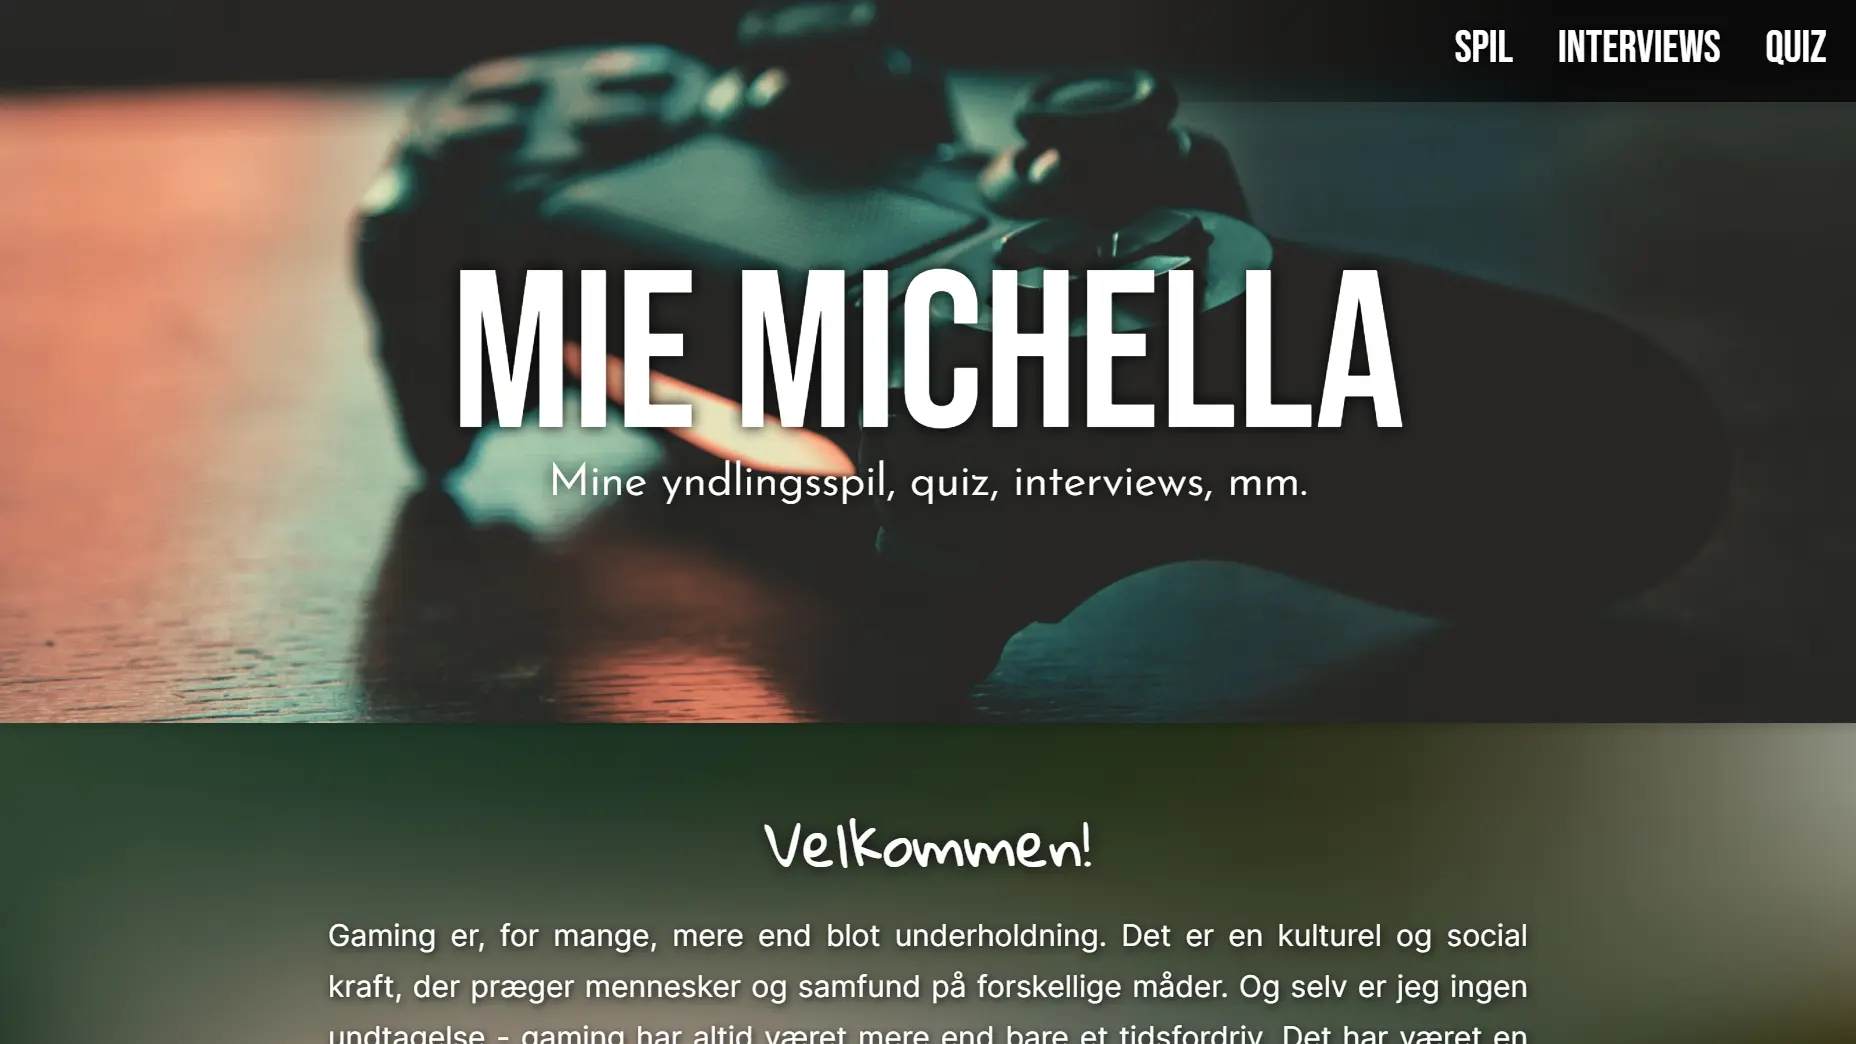 SPIL INTERVIEWS QUIZ
MIE MICHELLA
Mine yndlingsspil, quiz, interviews, mm.
Velkommen!
Gaming er, for mange, mere end blot underholdning. Det er en kulturel og social
kraft, der præger mennesker og samfund på forskellige måder. Og selv er jeg ingen
undtagelse - gaming har altid været mere end bare et tidsfordriv. Det har været en